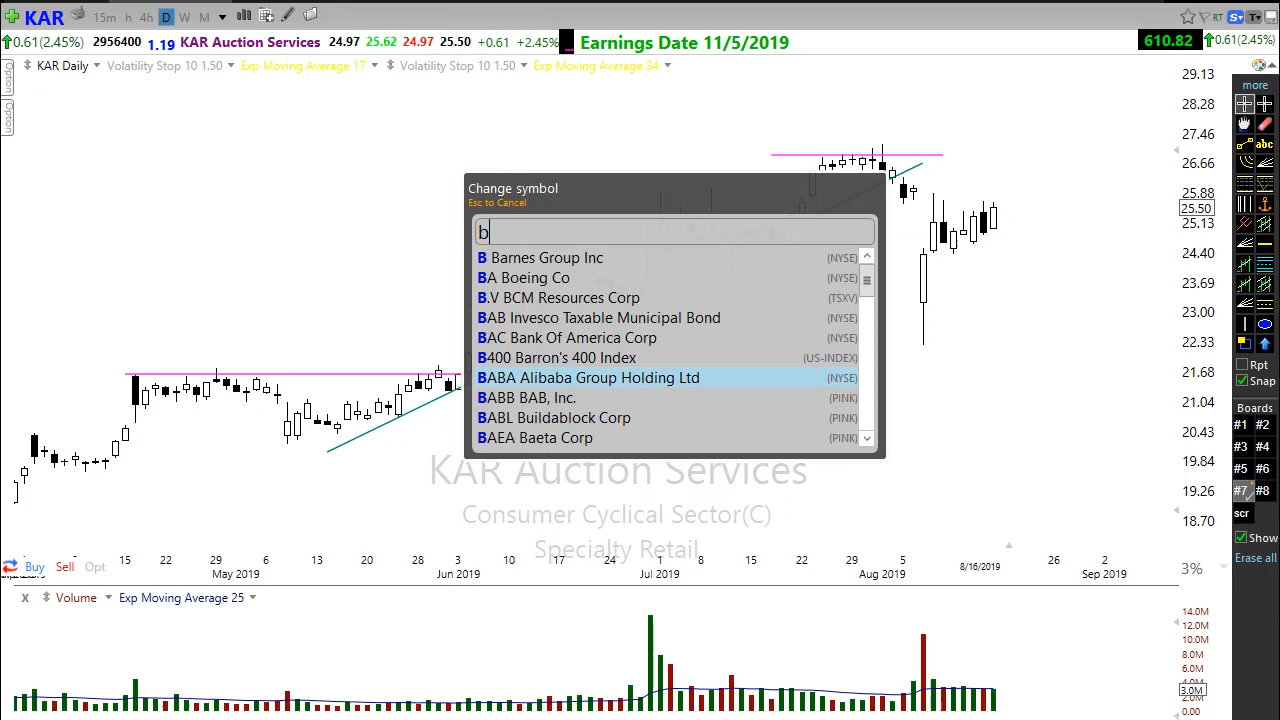 KAR 15m h 4h D W M RT S T
0.61(2.45%) 2956400 1.19 KAR Auction Services 24.97 25.62 24.97 25.50 +0.61 +2.45% Earnings Date 11/5/2019 610.82 0.61(2.45%)
KAR Daily Volatility Stop 10 1.50 Exp Moving Average 17 Volatility Stop 10 1.50 Exp Moving Average 34
Option
Option
29.13
28.28
27.46
26.66
25.88
25.50
25.13
24.40
23.69
23.00
22.33
21.68
21.04
20.43
19.84
19.26
18.70
3%
more
abc
Rpt
Snap
Boards
#1 #2
#3 #4
#5 #6
#7 #8
scr
Show
Erase all
Change symbol
Esc to Cancel
b
B Barnes Group Inc (NYSE)
BA Boeing Co (NYSE)
B.V BCM Resources Corp (TSXV)
BAB Invesco Taxable Municipal Bond (NYSE)
BAC Bank Of America Corp (NYSE)
B400 Barron's 400 Index (US-INDEX)
BABA Alibaba Group Holding Ltd (NYSE)
BABB BAB, Inc. (PINK)
BABL Buildablock Corp (PINK)
BAEA Baeta Corp (PINK)
KAR Auction Services
Consumer Cyclical Sector(C)
Specialty Retail
15 22 29 6 13 20 28 3 10 17 24 1 8 15 22 29 5 8/16/2019 26 2
May 2019 Jun 2019 Jul 2019 Aug 2019 Sep 2019
Buy Sell Opt
x Volume Exp Moving Average 25
14.0M
12.0M
10.0M
8.0M
6.0M
4.0M
3.0M
2.0M
0.00